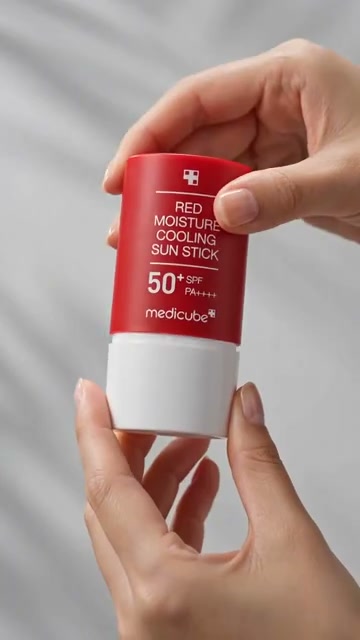 RED
MOISTURE
COOLING
SUN STICK
50+ SPF
PA++++
medicube